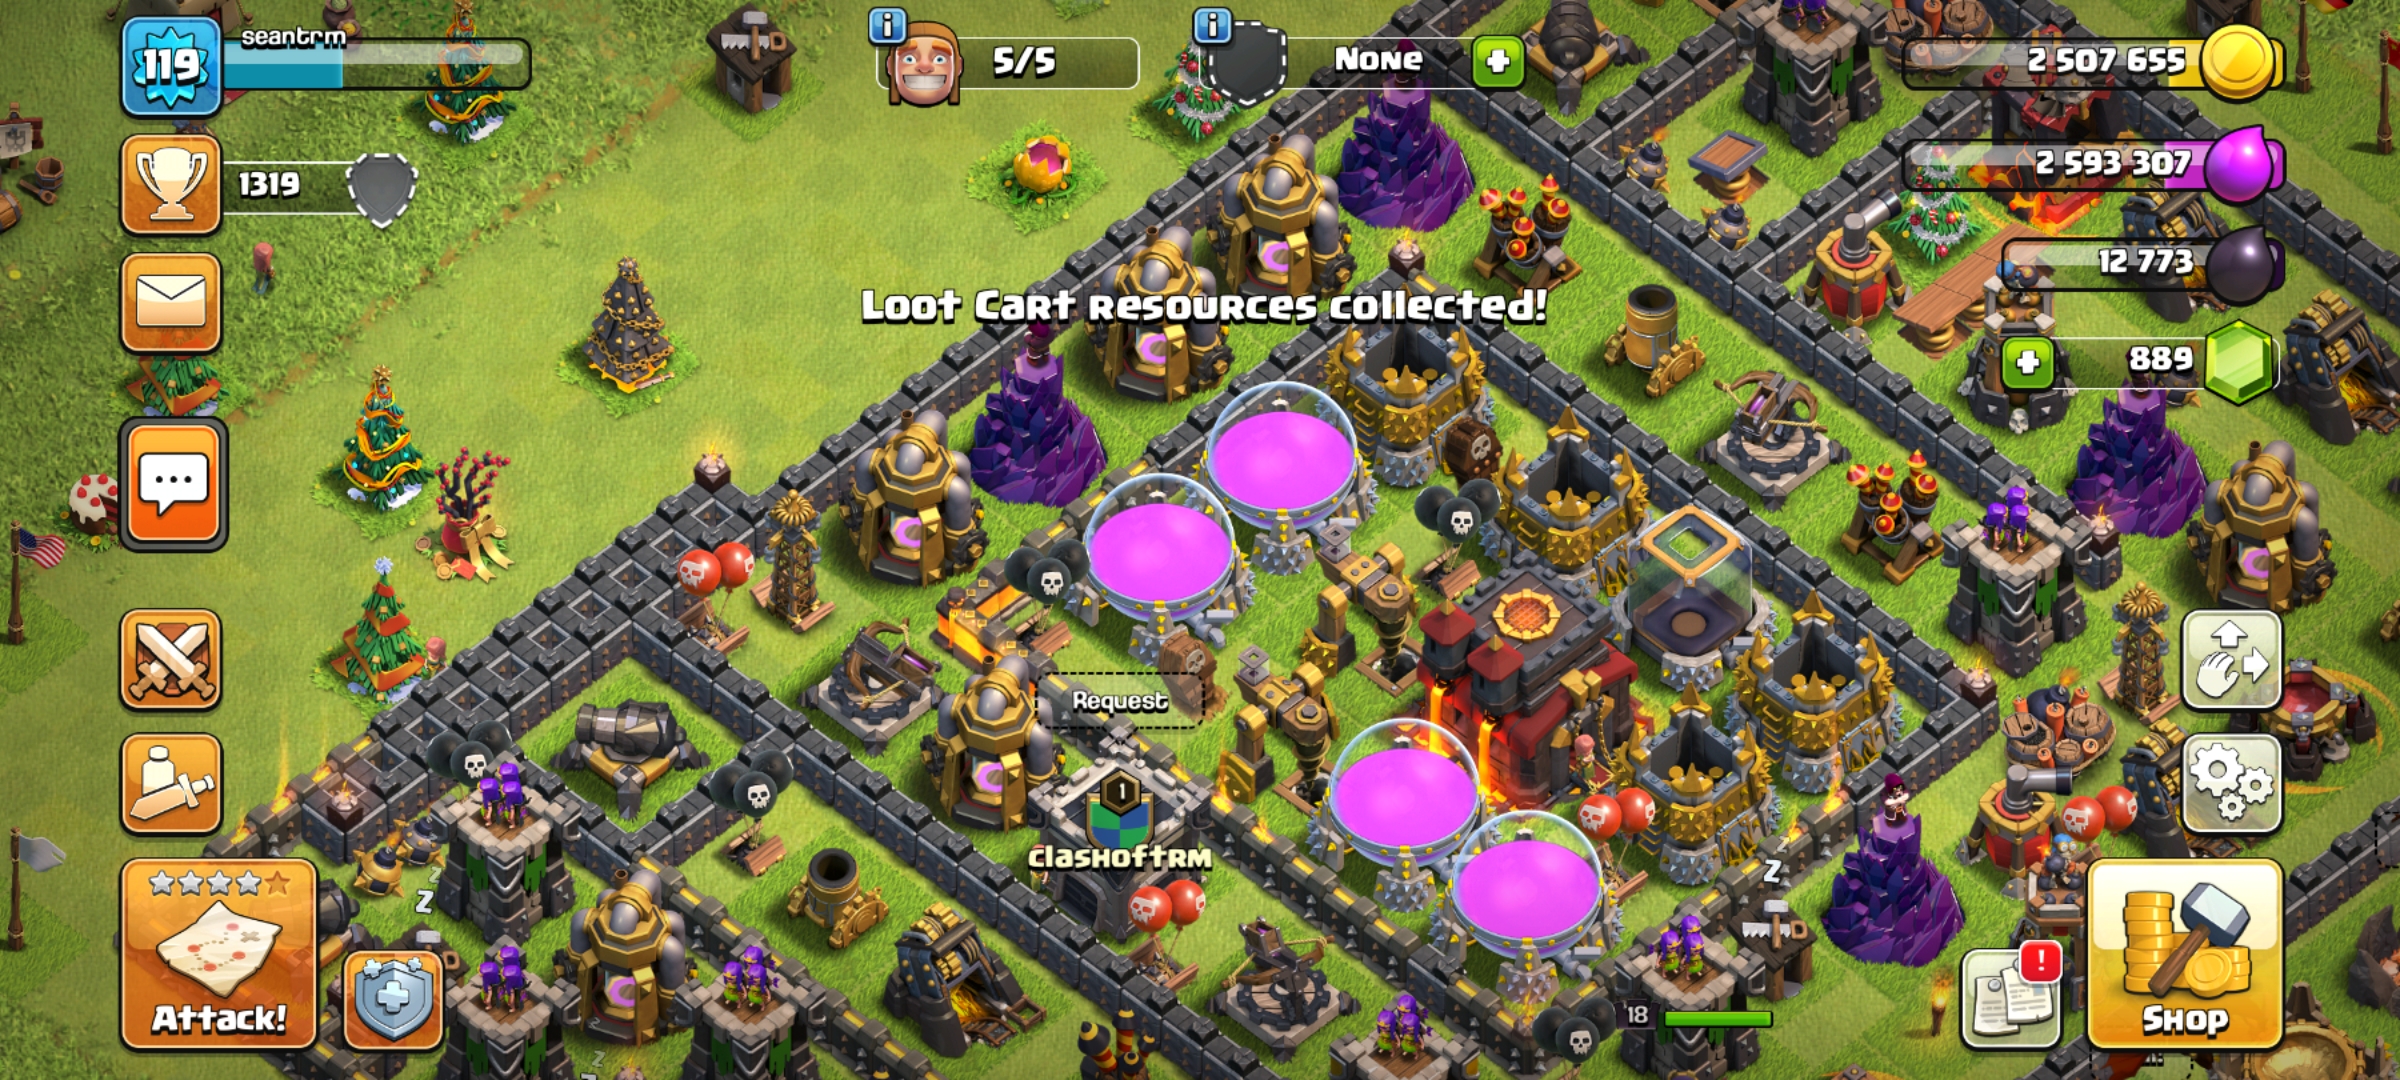 119
seantrm
5/5
None
2 507 655
1319
2 593 307
12 773
Loot Cart resources collected!
889
Request
1
clashoftrm
z
z
z
z
18
!
Attack!
Shop